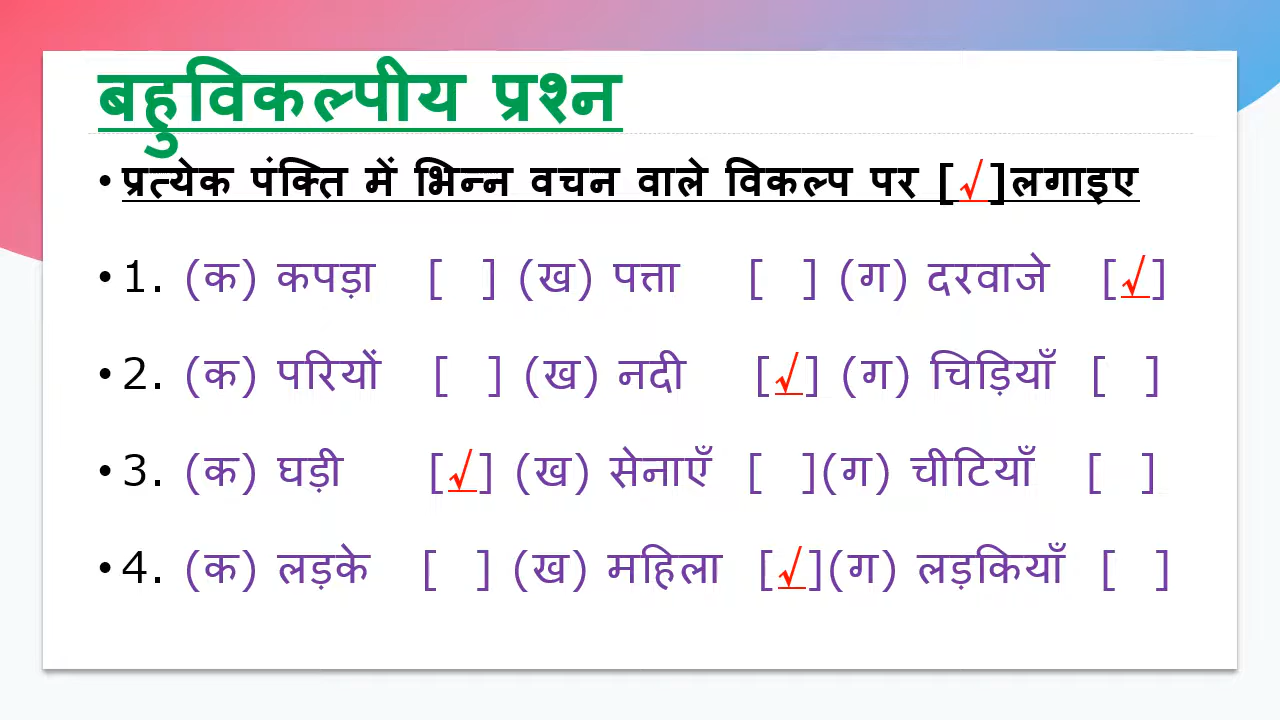 बहुविकल्पीय प्रश्न
• प्रत्येक पंक्ति में भिन्न वचन वाले विकल्प पर [√]लगाइए
• 1. (क) कपड़ा [ ] (ख) पत्ता [ ] (ग) दरवाजे [√]
• 2. (क) परियों [ ] (ख) नदी [√] (ग) चिड़ियाँ [ ]
• 3. (क) घड़ी [√] (ख) सेनाएँ [ ](ग) चीटियाँ [ ]
• 4. (क) लड़के [ ] (ख) महिला [√](ग) लड़कियाँ [ ]